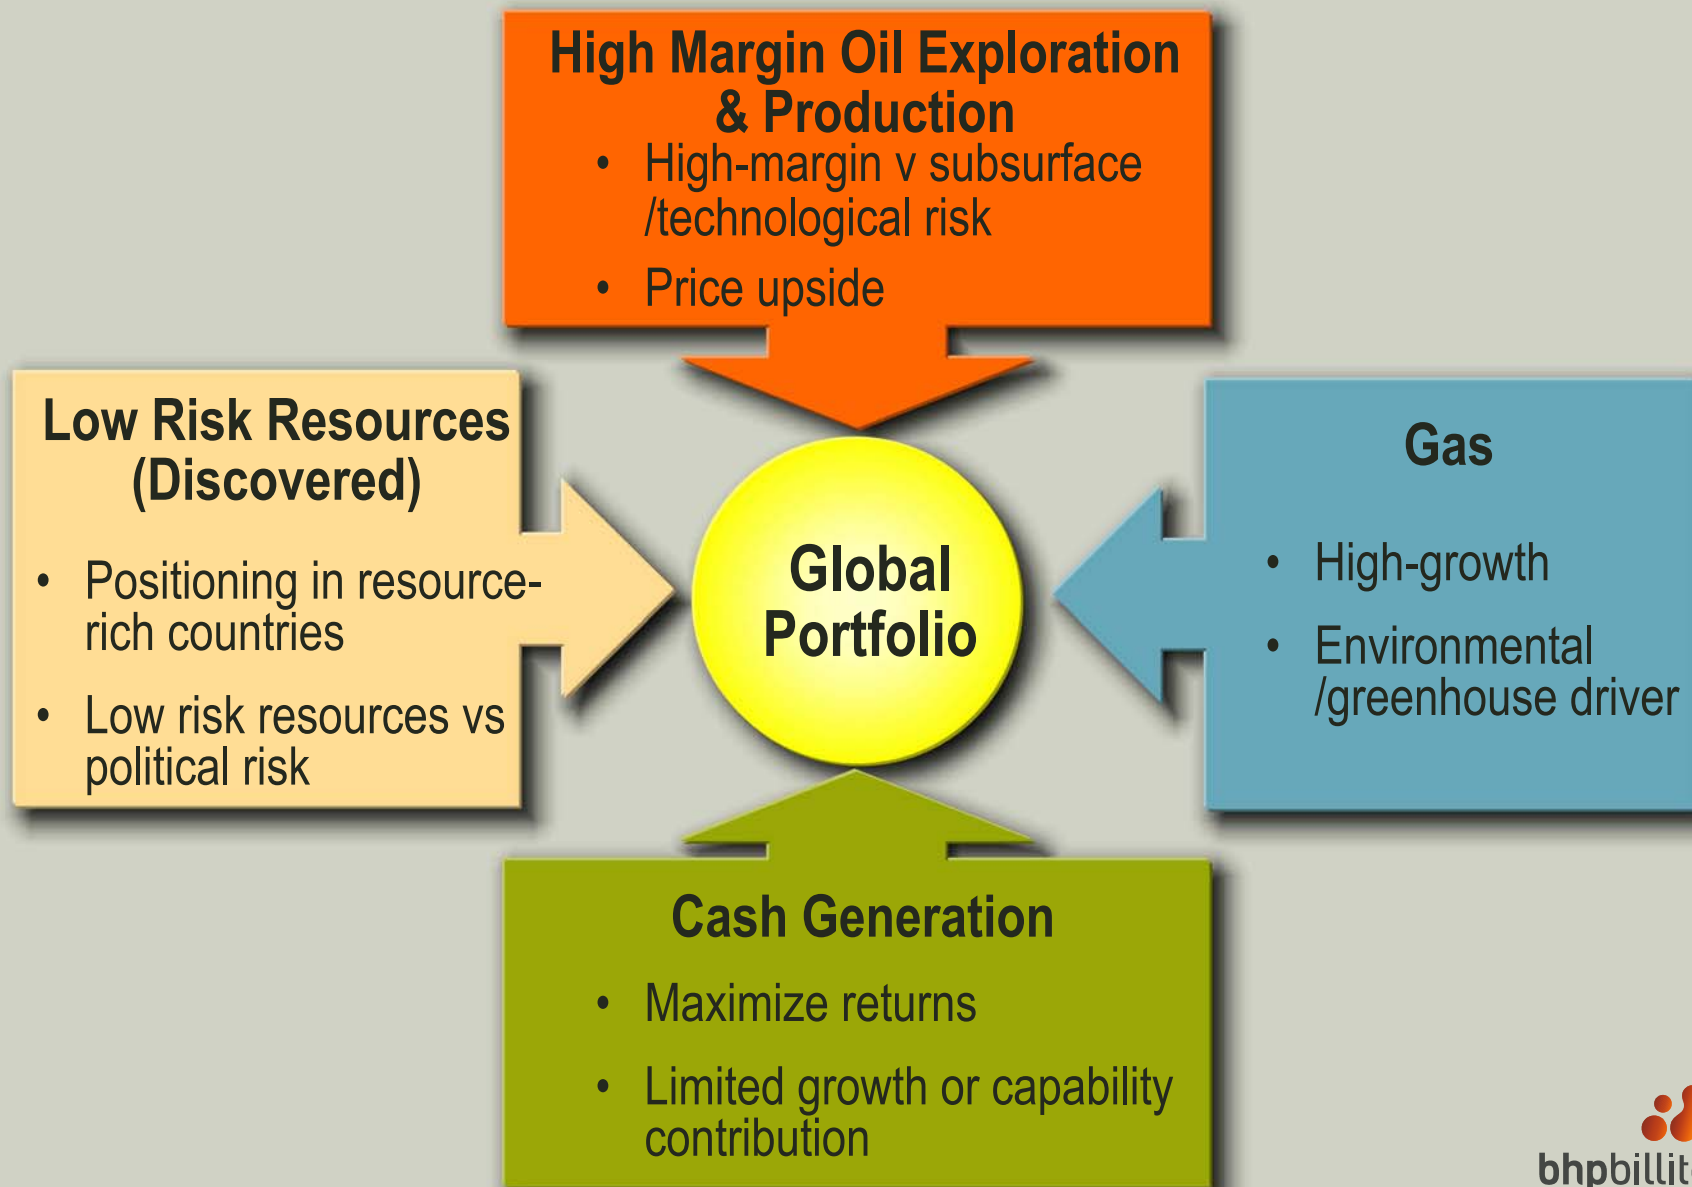 High Margin Oil Exploration
& Production
• High-margin v subsurface
/technological risk
• Price upside
Low Risk Resources
(Discovered)
• Positioning in resource-
rich countries
• Low risk resources vs
political risk
Global
Portfolio
Gas
• High-growth
• Environmental
/greenhouse driver
Cash Generation
• Maximize returns
• Limited growth or capability
contribution